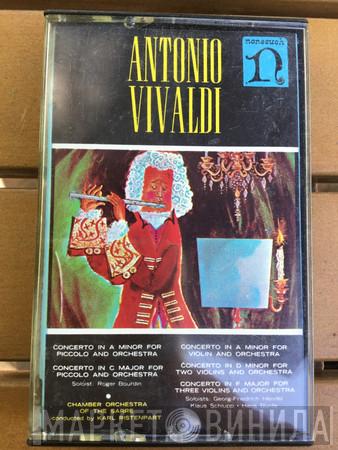 ANTONIO
VIVALDI
nonesuch
n
CONCERTO IN A MINOR FOR
PICCOLO AND ORCHESTRA
CONCERTO IN C MAJOR FOR
PICCOLO AND ORCHESTRA
Soloist: Roger Bourdin
CHAMBER ORCHESTRA
OF THE SARRE
conducted by KARL RISTENPART
CONCERTO IN A MINOR FOR
VIOLIN AND ORCHESTRA
CONCERTO IN D MINOR FOR
TWO VIOLINS AND ORCHESTRA
CONCERTO IN F MAJOR FOR
THREE VIOLINS AND ORCHESTRA
Soloists: Georg-Friedrich Hendel
Klaus Schlupp
МАРКЕТ ВИНИЛА